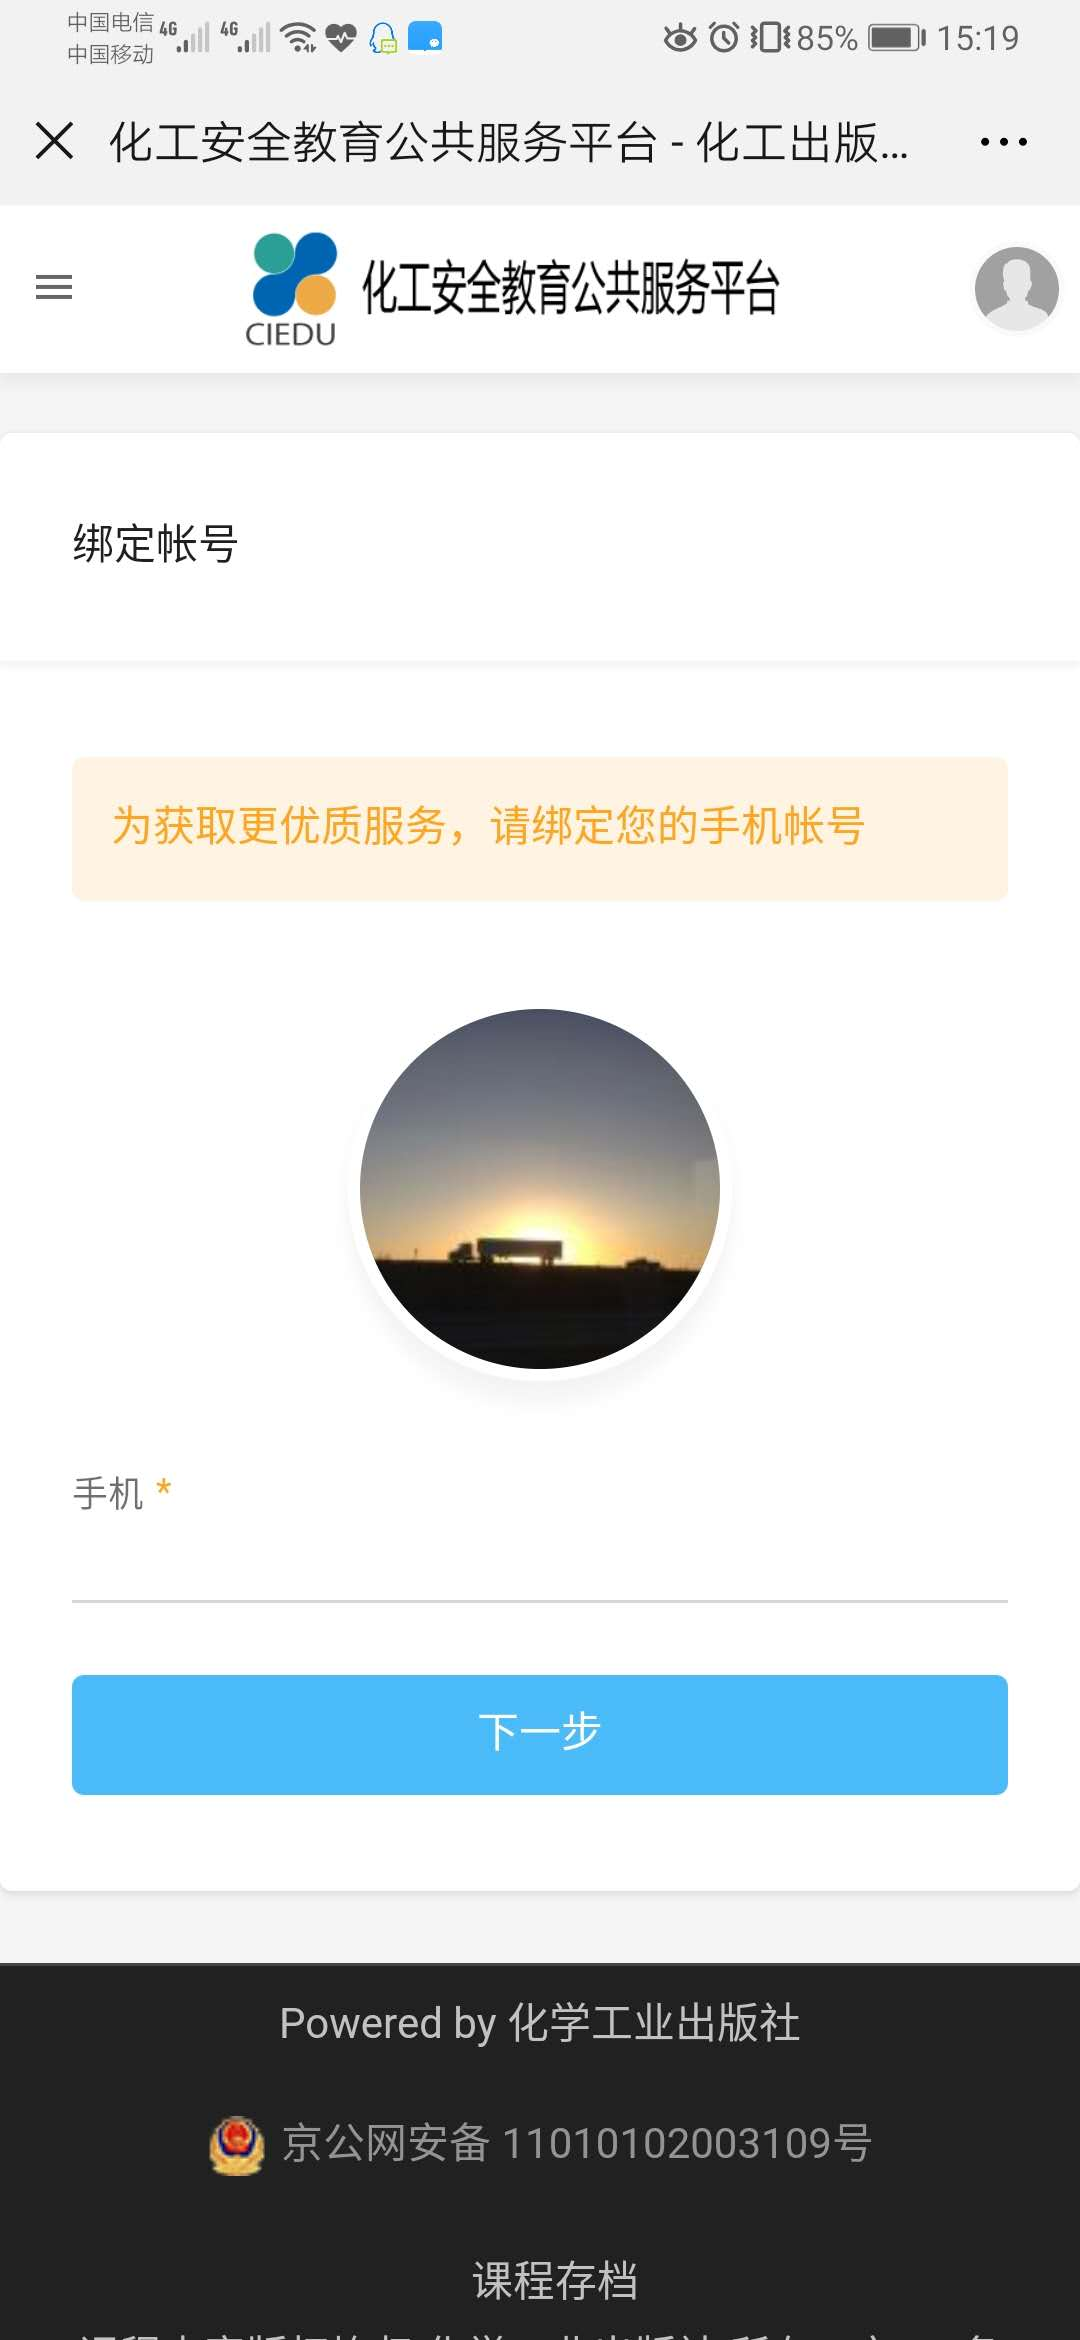 中国电信 4G 4G 85% 15:19
中国移动
化工安全教育公共服务平台 - 化工出版...
CIEDU 化工安全教育公共服务平台
绑定帐号
为获取更优质服务，请绑定您的手机帐号
手机 *
下一步
Powered by 化学工业出版社
京公网安备 11010102003109号
课程存档